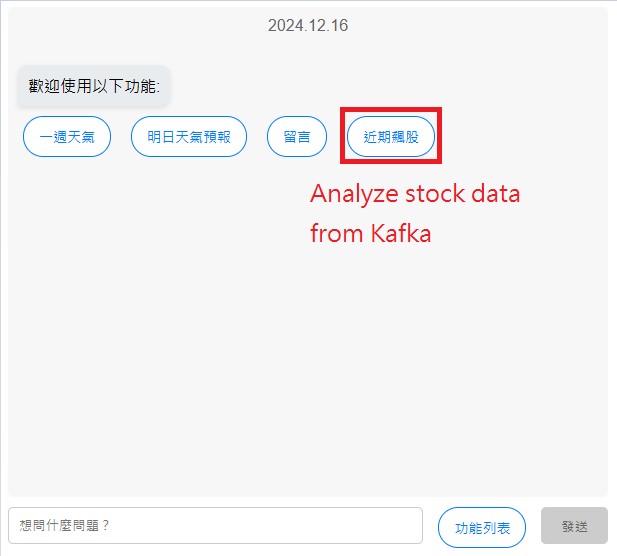 2024.12.16
歡迎使用以下功能:
一週天氣
明日天氣預報
留言
近期飆股
Analyze stock data
from Kafka
想問什麼問題？
功能列表
發送